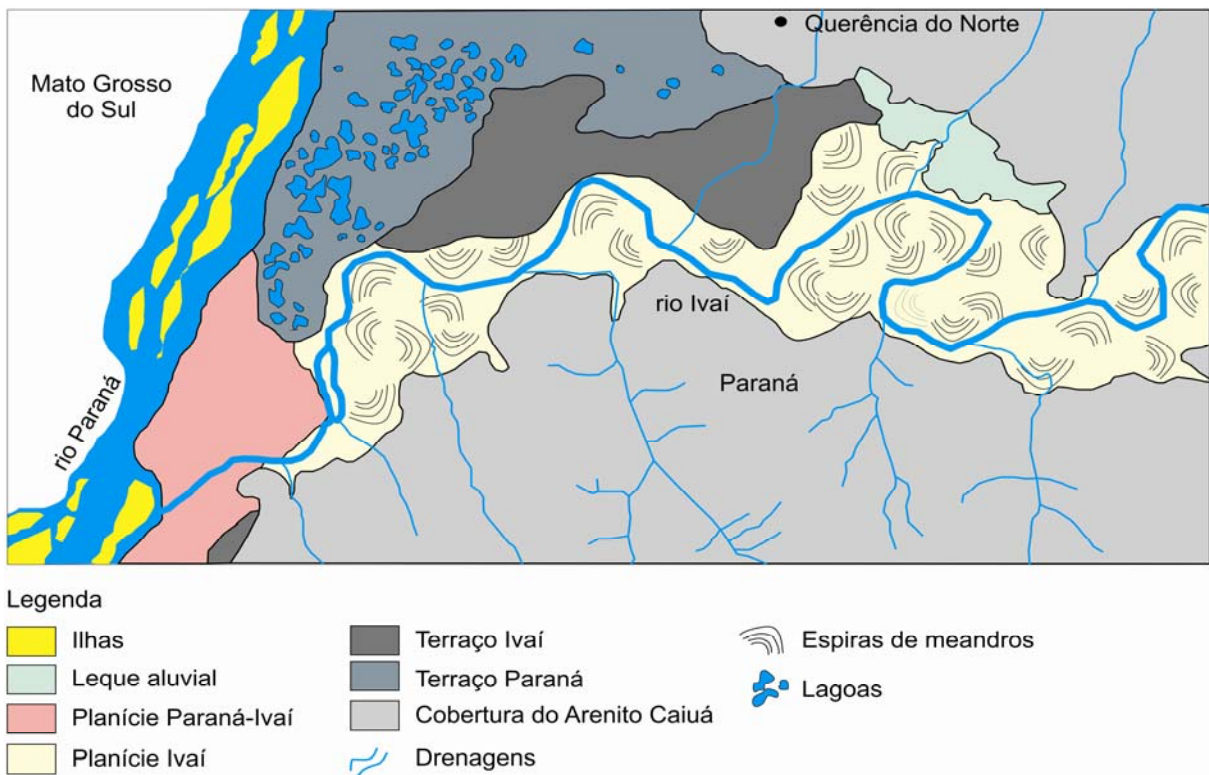 Querência do Norte
Mato Grosso
do Sul
rio Ivaí
Paraná
rio Paraná
Legenda
Ilhas
Leque aluvial
Planície Paraná-Ivaí
Planície Ivaí
Terraço Ivaí
Terraço Paraná
Cobertura do Arenito Caiuá
Drenagens
Espiras de meandros
Lagoas